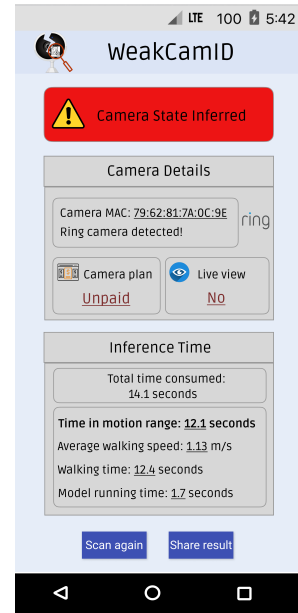 LTE 100 5:42
WeakCamID
Camera State Inferred
Camera Details
Camera MAC: 79:62:81:7A:0C:9E
Ring camera detected!
ring
Camera plan
Unpaid
Live view
No
Inference Time
Total time consumed:
14.1 seconds
Time in motion range: 12.1 seconds
Average walking speed: 1.13 m/s
Walking time: 12.4 seconds
Model running time: 1.7 seconds
Scan again
Share result